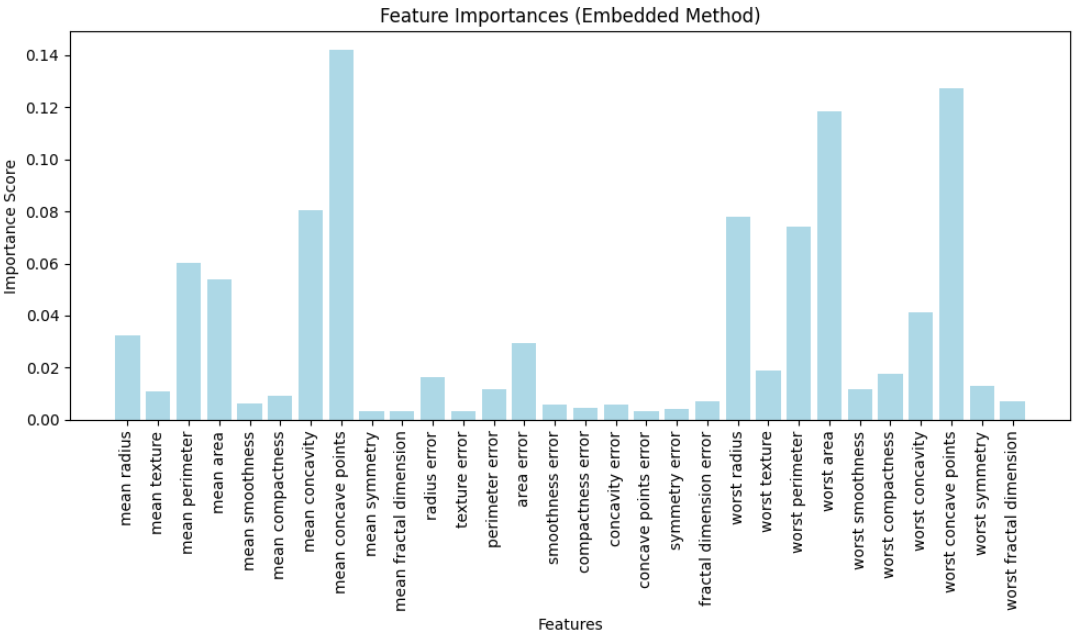 Feature Importances (Embedded Method)
Importance Score
0.14
0.12
0.10
0.08
0.06
0.04
0.02
0.00
mean radius
mean texture
mean perimeter
mean area
mean smoothness
mean compactness
mean concavity
mean concave points
mean symmetry
mean fractal dimension
radius error
texture error
perimeter error
area error
smoothness error
compactness error
concavity error
concave points error
symmetry error
fractal dimension error
worst radius
worst texture
worst perimeter
worst area
worst smoothness
worst compactness
worst concavity
worst concave points
worst symmetry
worst fractal dimension
Features